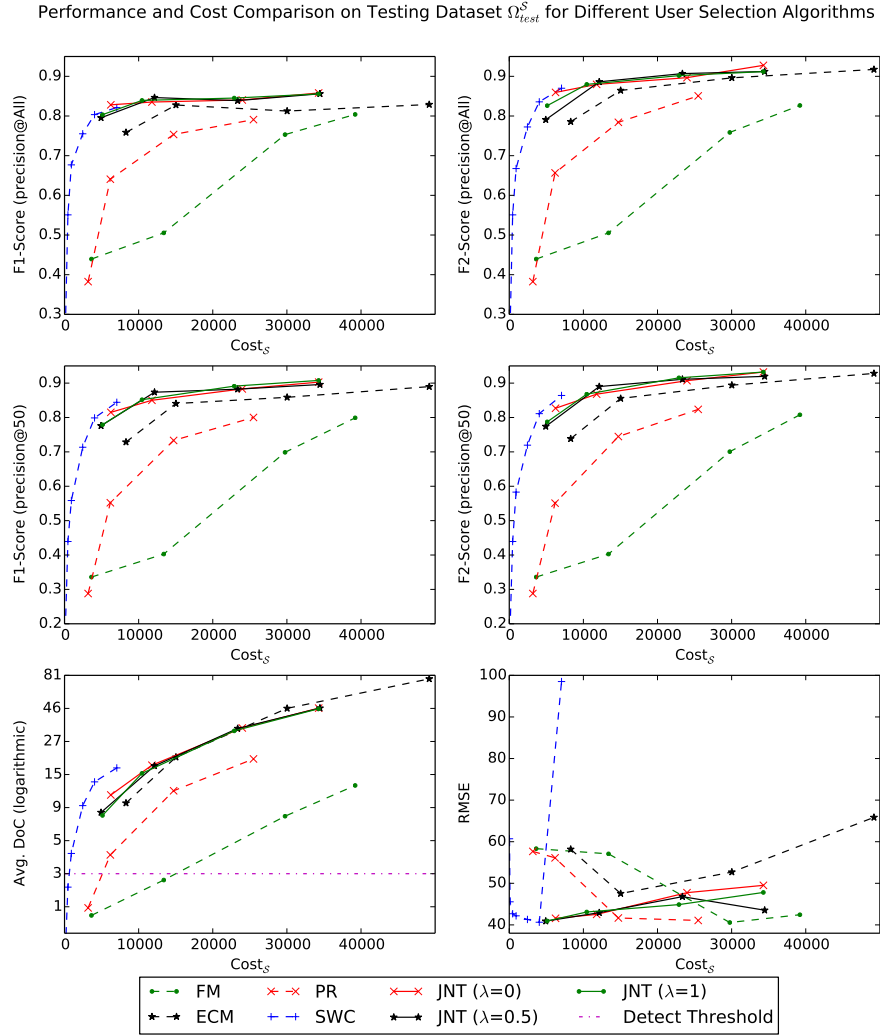 Performance and Cost Comparison on Testing Dataset Ω^S_test for Different User Selection Algorithms
F1-Score (precision@All)
0.9
0.8
0.7
0.6
0.5
0.4
0.3
0 10000 20000 30000 40000
Cost_S
F2-Score (precision@All)
0.9
0.8
0.7
0.6
0.5
0.4
0.3
0 10000 20000 30000 40000
Cost_S
F1-Score (precision@50)
0.9
0.8
0.7
0.6
0.5
0.4
0.3
0.2
0 10000 20000 30000 40000
Cost_S
F2-Score (precision@50)
0.9
0.8
0.7
0.6
0.5
0.4
0.3
0.2
0 10000 20000 30000 40000
Cost_S
Avg. DoC (logarithmic)
81
46
27
15
9
5
3
1
0 10000 20000 30000 40000
Cost_S
RMSE
100
90
80
70
60
50
40
0 10000 20000 30000 40000
Cost_S
FM PR JNT (λ=0) JNT (λ=1)
ECM SWC JNT (λ=0.5) Detect Threshold